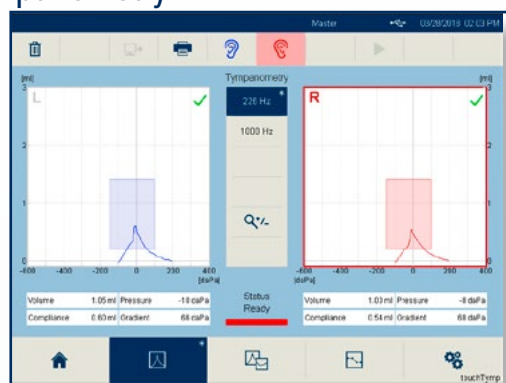 Master 03/28/2018 02:03 PM
[ml] Tympanometry [ml]
L 226 Hz * R
1000 Hz
3 3
2 2
1 1
0 0
+/-
-600 -400 -200 0 200 400 -600 -400 -200 0 200 400
[daPa] [daPa]
Volume 1.05 ml Pressure -10 daPa Status Volume 1.03 ml Pressure -8 daPa
Compliance 0.60 ml Gradient 68 daPa Ready Compliance 0.54 ml Gradient 68 daPa
*
touchTymp